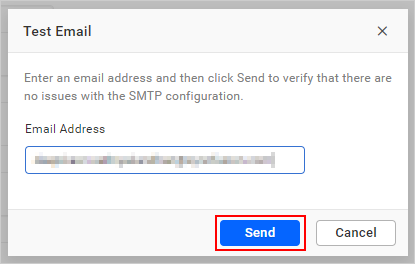 Test Email
Enter an email address and then click Send to verify that there are
no issues with the SMTP configuration.
Email Address
Send
Cancel